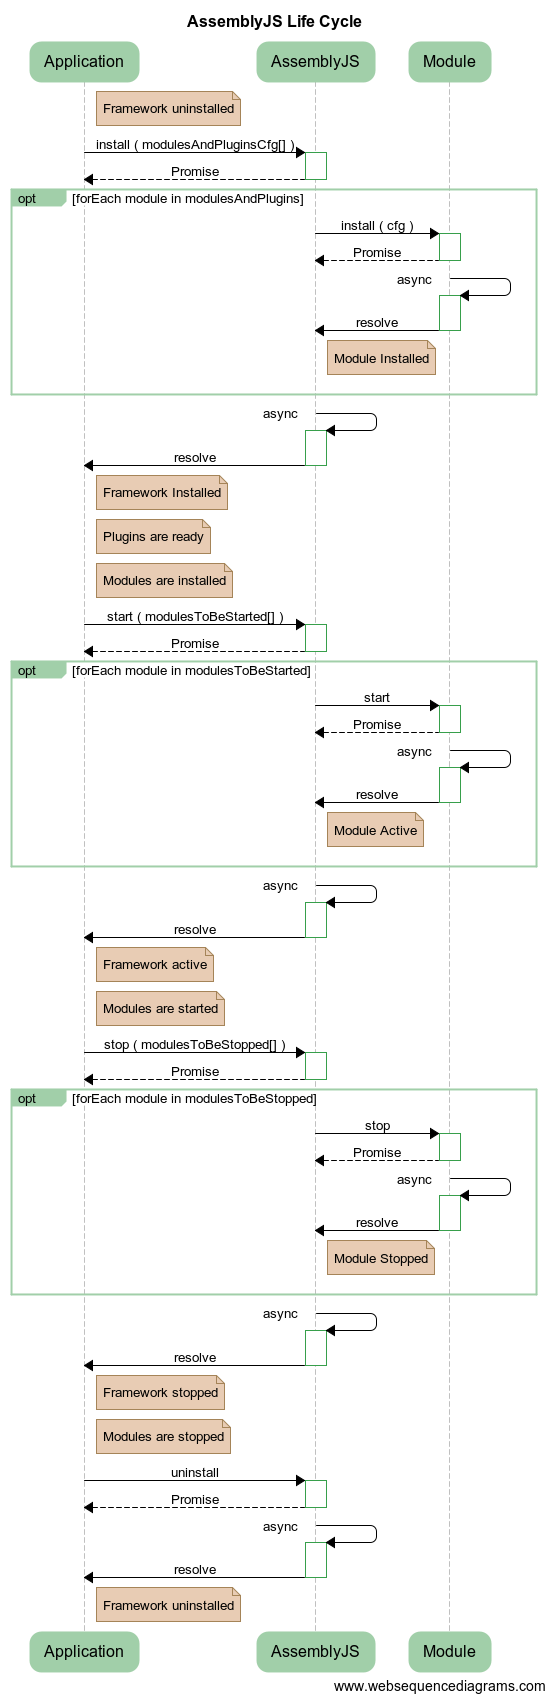 AssemblyJS Life Cycle
Application
AssemblyJS
Module
Framework uninstalled
install ( modulesAndPluginsCfg[] )
Promise
opt
[forEach module in modulesAndPlugins]
install ( cfg )
Promise
async
resolve
Module Installed
async
resolve
Framework Installed
Plugins are ready
Modules are installed
start ( modulesToBeStarted[] )
Promise
opt
[forEach module in modulesToBeStarted]
start
Promise
async
resolve
Module Active
async
resolve
Framework active
Modules are started
stop ( modulesToBeStopped[] )
Promise
opt
[forEach module in modulesToBeStopped]
stop
Promise
async
resolve
Module Stopped
async
resolve
Framework stopped
Modules are stopped
uninstall
Promise
async
resolve
Framework uninstalled
Application
AssemblyJS
Module
www.websequencediagrams.com